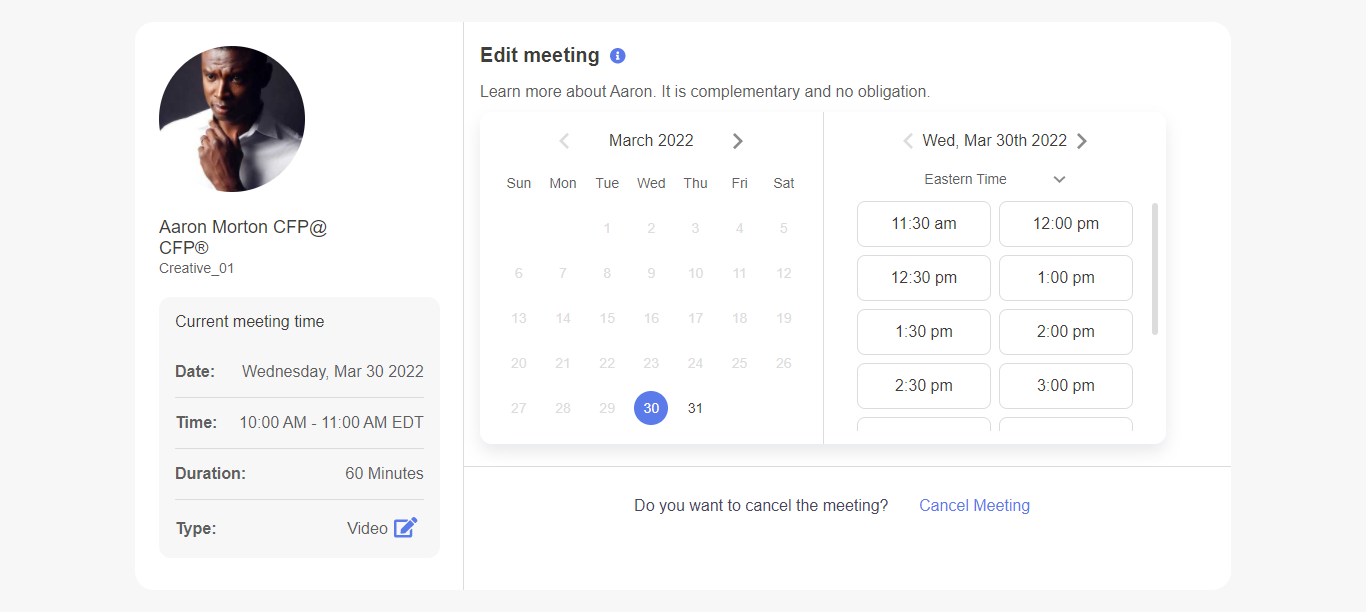 Aaron Morton CFP@
CFP®
Creative_01
Current meeting time
Date: Wednesday, Mar 30 2022
Time: 10:00 AM - 11:00 AM EDT
Duration: 60 Minutes
Type: Video
Edit meeting
Learn more about Aaron. It is complementary and no obligation.
March 2022
Sun Mon Tue Wed Thu Fri Sat
1 2 3 4 5
6 7 8 9 10 11 12
13 14 15 16 17 18 19
20 21 22 23 24 25 26
27 28 29 30 31
Wed, Mar 30th 2022
Eastern Time
11:30 am 12:00 pm
12:30 pm 1:00 pm
1:30 pm 2:00 pm
2:30 pm 3:00 pm
Do you want to cancel the meeting? Cancel Meeting